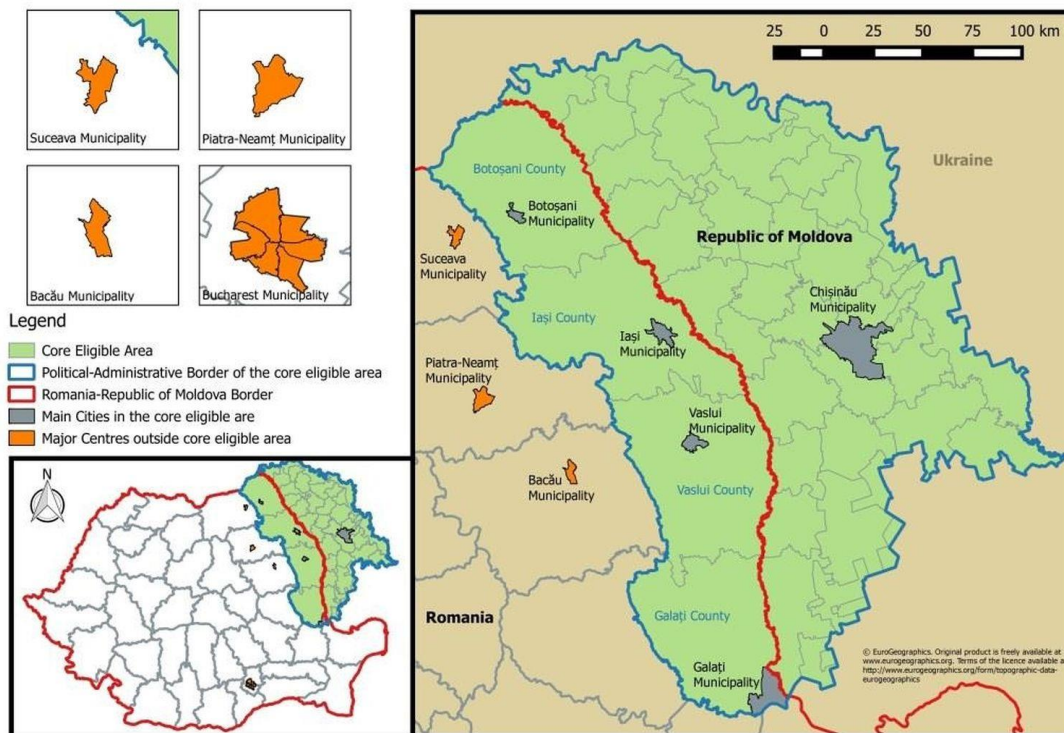 Suceava Municipality
Piatra-Neamț Municipality
Bacău Municipality
Bucharest Municipality
Legend
Core Eligible Area
Political-Administrative Border of the core eligible area
Romania-Republic of Moldova Border
Main Cities in the core eligible are
Major Centres outside core eligible area
N
25 0 25 50 75 100 km
Ukraine
Botoșani County
Botoșani
Municipality
Republic of Moldova
Suceava
Municipality
Chișinău
Municipality
Iași County
Iași
Municipality
Piatra-Neamț
Municipality
Vaslui
Municipality
Bacău
Municipality
Vaslui County
Romania
Galați County
Galați
Municipality
© EuroGeographics. Original product is freely available at
www.eurogeographics.org. Terms of the licence available a
http://www.eurogeographics.org/form/topographic-data-
eurogeographics